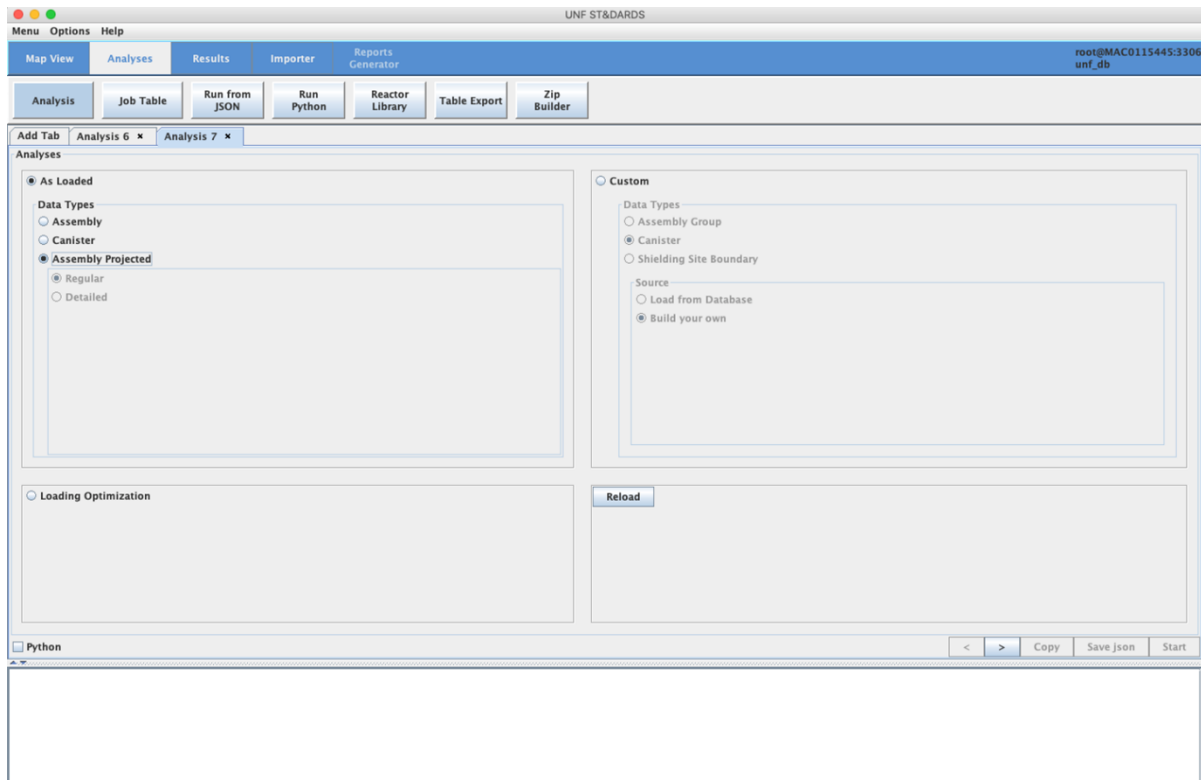 UNF ST&DARDS
Menu Options Help
Map View Analyses Results Importer Reports Generator
root@MAC0115445:3306
unf_db
Analysis Job Table Run from JSON Run Python Reactor Library Table Export Zip Builder
Add Tab Analysis 6 × Analysis 7 ×
Analyses
As Loaded
Data Types
Assembly
Canister
Assembly Projected
Regular
Detailed
Custom
Data Types
Assembly Group
Canister
Shielding Site Boundary
Source
Load from Database
Build your own
Loading Optimization
Reload
Python
< > Copy Save json Start